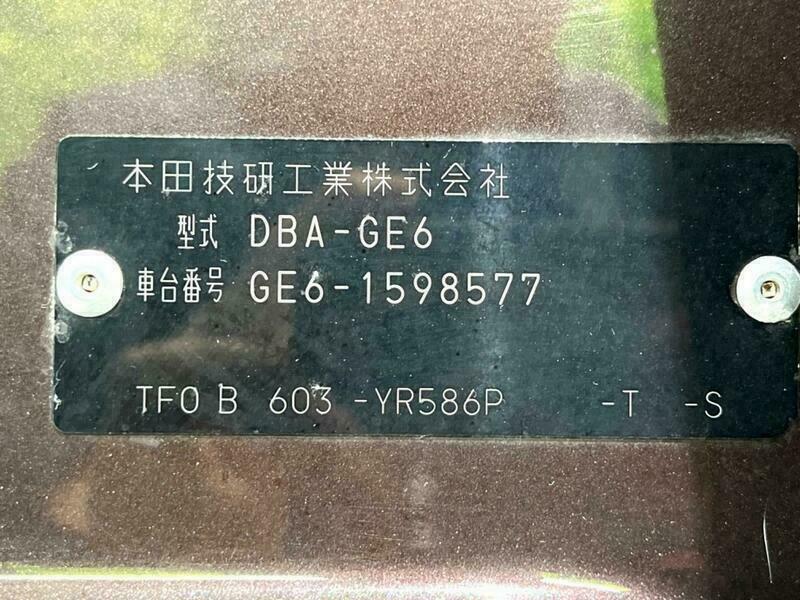 本田技研工業株式会社
型式 DBA-GE6
車台番号 GE6-1598577
TF0 B 603 -YR586P -T -S